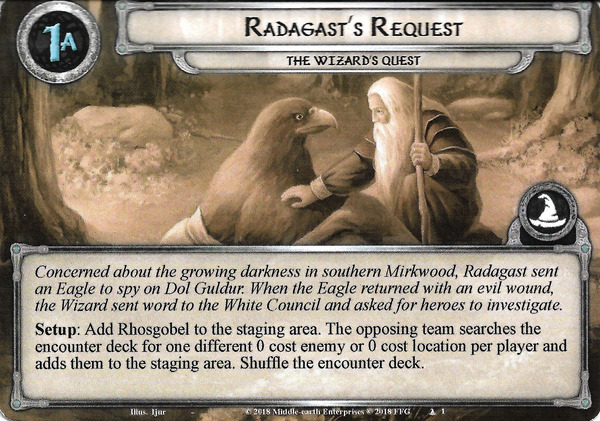 1A
Radagast's Request
The Wizard's Quest
Concerned about the growing darkness in southern Mirkwood, Radagast sent
an Eagle to spy on Dol Guldur. When the Eagle returned with an evil wound,
the Wizard sent word to the White Council and asked for heroes to investigate.
Setup: Add Rhosgobel to the staging area. The opposing team searches the
encounter deck for one different 0 cost enemy or 0 cost location per player and
adds them to the staging area. Shuffle the encounter deck.
Illus. Ijur
© 2018 Middle-earth Enterprises © 2018 FFG
1